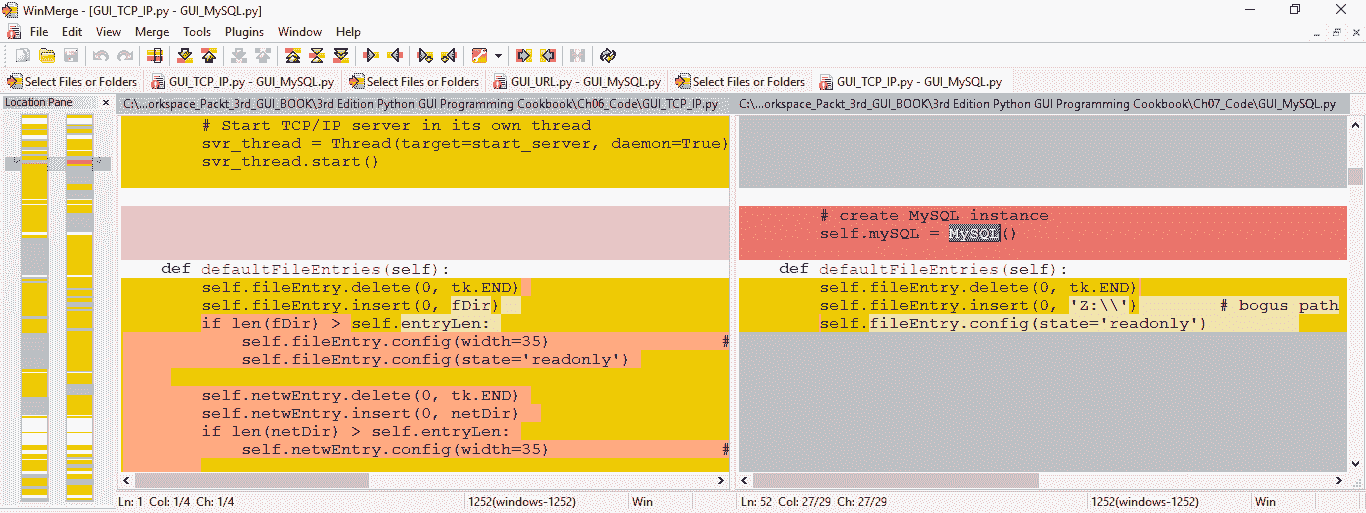 WinMerge - [GUI_TCP_IP.py - GUI_MySQL.py]
File Edit View Merge Tools Plugins Window Help
Select Files or Folders GUI_TCP_IP.py - GUI_MySQL.py Select Files or Folders GUI_URL.py - GUI_MySQL.py Select Files or Folders GUI_TCP_IP.py - GUI_MySQL.py
Location Pane
C:\...orkspace_Packt_3rd_GUI_BOOK\3rd Edition Python GUI Programming Cookbook\Ch06_Code\GUI_TCP_IP.py
# Start TCP/IP server in its own thread
svr_thread = Thread(target=start_server, daemon=True)
svr_thread.start()
def defaultFileEntries(self):
self.fileEntry.delete(0, tk.END)
self.fileEntry.insert(0, fDir)
if len(fDir) > self.entryLen:
self.fileEntry.config(width=35) #
self.fileEntry.config(state='readonly')
self.netwEntry.delete(0, tk.END)
self.netwEntry.insert(0, netDir)
if len(netDir) > self.entryLen:
self.netwEntry.config(width=35) #
Ln: 1 Col: 1/4 Ch: 1/4 1252(windows-1252) Win
C:\...orkspace_Packt_3rd_GUI_BOOK\3rd Edition Python GUI Programming Cookbook\Ch07_Code\GUI_MySQL.py
# create MySQL instance
self.mySQL = MySQL()
def defaultFileEntries(self):
self.fileEntry.delete(0, tk.END)
self.fileEntry.insert(0, 'Z:\\') # bogus path
self.fileEntry.config(state='readonly')
Ln: 52 Col: 27/29 Ch: 27/29 1252(windows-1252) Win